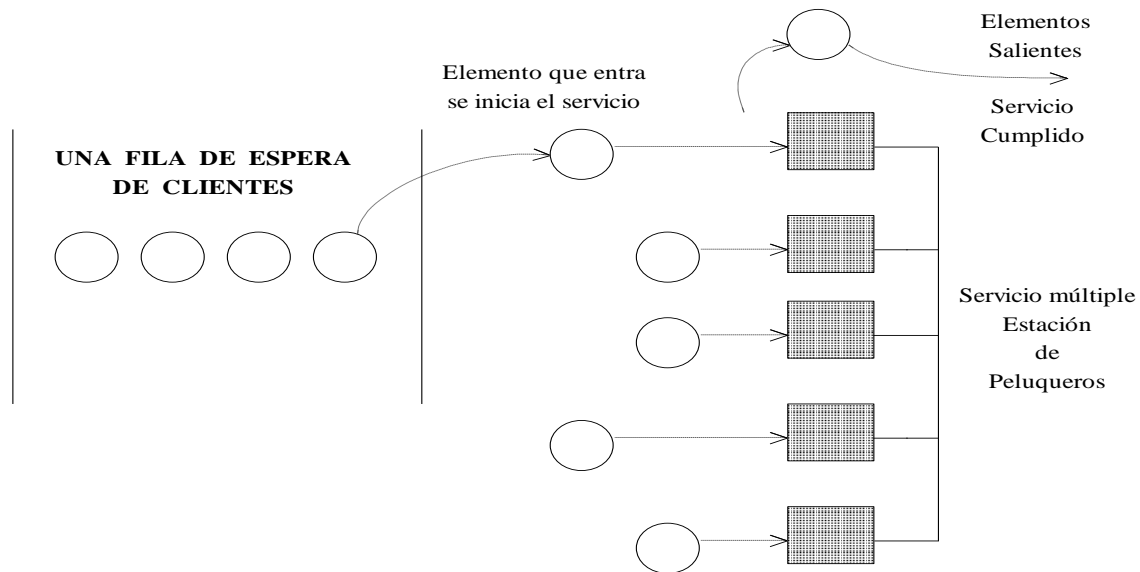 Elementos
Salientes
Elemento que entra
se inicia el servicio
Servicio
Cumplido
UNA FILA DE ESPERA
DE CLIENTES
Servicio múltiple
Estación
de
Peluqueros